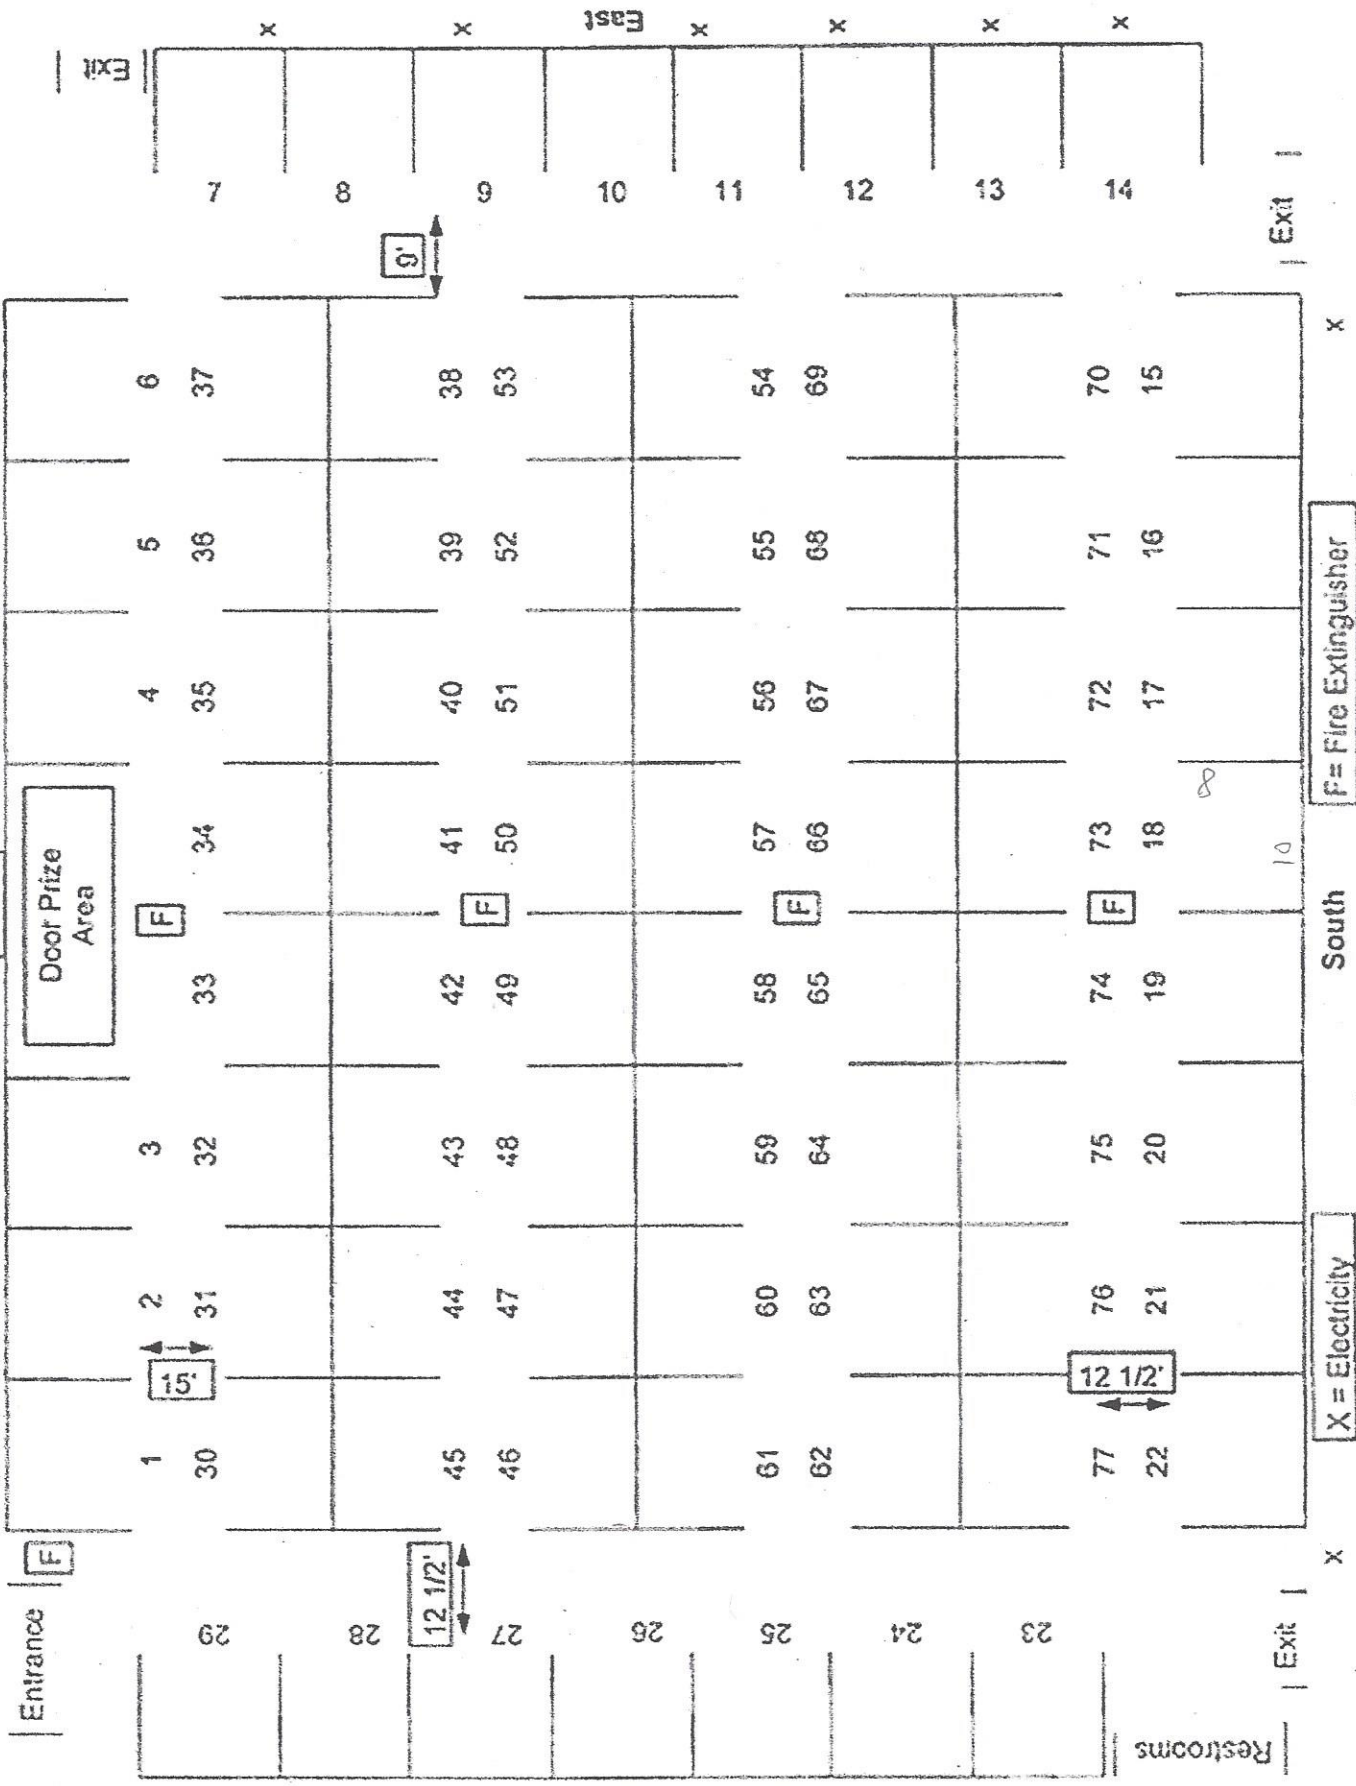 Entrance
F
Door Prize
Area
Exit
1 2 3 4 5 6
15'
F
30 31 32 33 34 35 36 37
29
7
28
8
12 1/2'
45 44 43 42 41 40 39 38
F
46 47 48 49 50 51 52 53
27
9
26
10
East
61 60 59 58 57 56 55 54
F
62 63 64 65 66 67 68 69
25
11
24
12
23
13
77 76 75 74 73 72 71 70
12 1/2'
F
22 21 20 19 18 17 16 15
14
8
10
Restrooms
Exit
Exit
x
x
x
x
x
x
x
x
X = Electricity
South
F= Fire Extinguisher